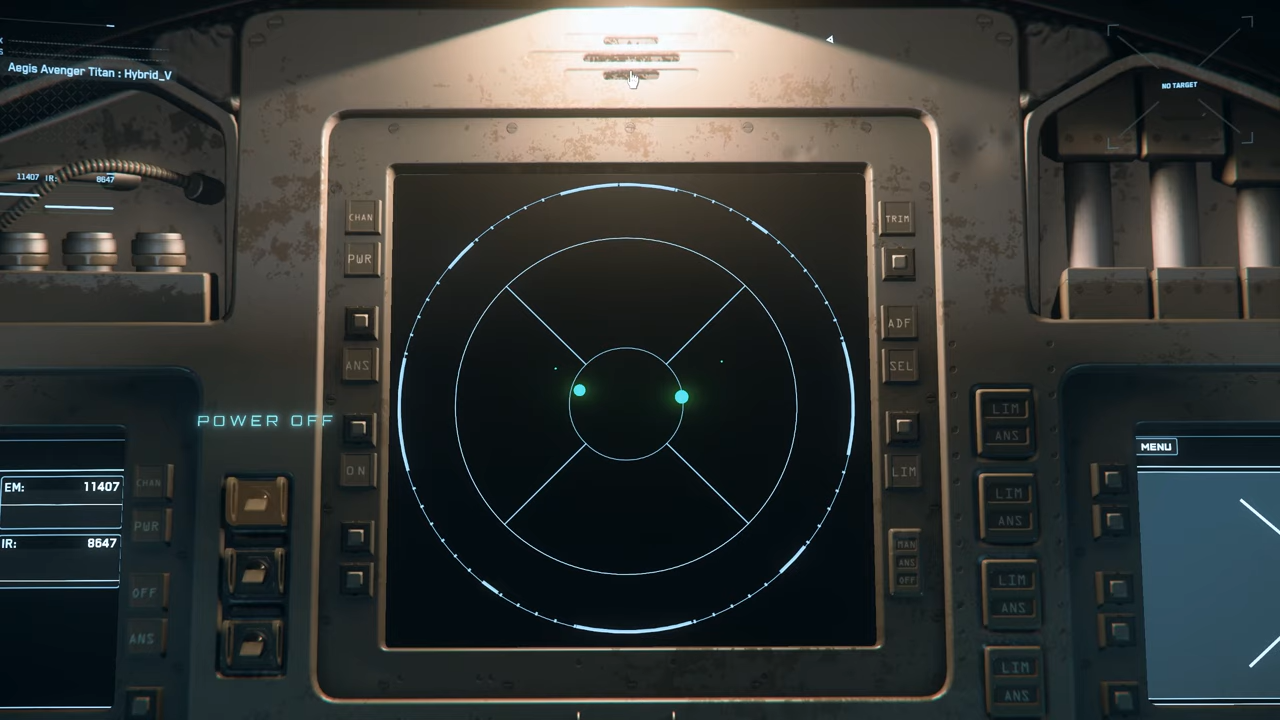 Aegis Avenger Titan : Hybrid_V
NO TARGET
11407 IR: 8647
CHAN
PWR
ANS
ON
TRIM
ADF
SEL
LIM
MAN
ANS
OFF
POWER OFF
EM: 11407
IR: 8647
CHAN
PWR
OFF
ANS
LIM
ANS
LIM
ANS
LIM
ANS
LIM
ANS
MENU